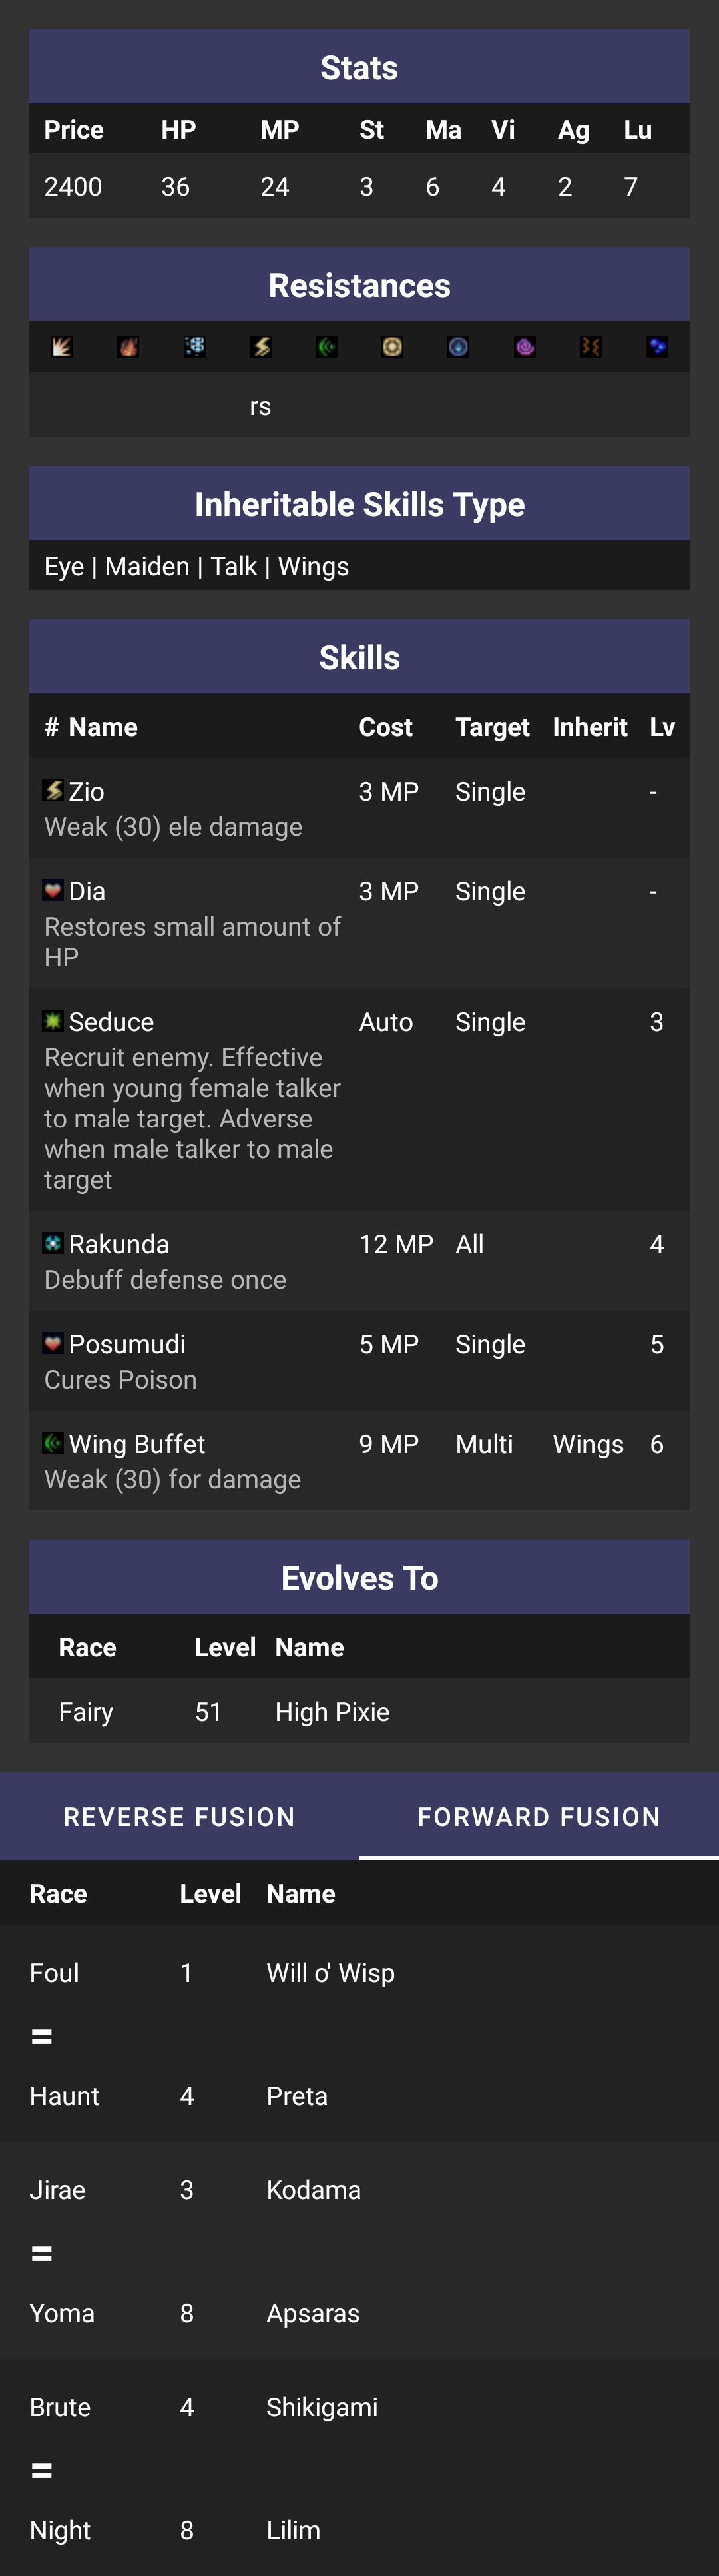 Stats
Price HP MP St Ma Vi Ag Lu
2400 36 24 3 6 4 2 7
Resistances
rs
Inheritable Skills Type
Eye | Maiden | Talk | Wings
Skills
# Name Cost Target Inherit Lv
Zio 3 MP Single -
Weak (30) ele damage
Dia 3 MP Single -
Restores small amount of
HP
Seduce Auto Single 3
Recruit enemy. Effective
when young female talker
to male target. Adverse
when male talker to male
target
Rakunda 12 MP All 4
Debuff defense once
Posumudi 5 MP Single 5
Cures Poison
Wing Buffet 9 MP Multi Wings 6
Weak (30) for damage
Evolves To
Race Level Name
Fairy 51 High Pixie
REVERSE FUSION FORWARD FUSION
Race Level Name
Foul 1 Will o' Wisp
=
Haunt 4 Preta
Jirae 3 Kodama
=
Yoma 8 Apsaras
Brute 4 Shikigami
=
Night 8 Lilim